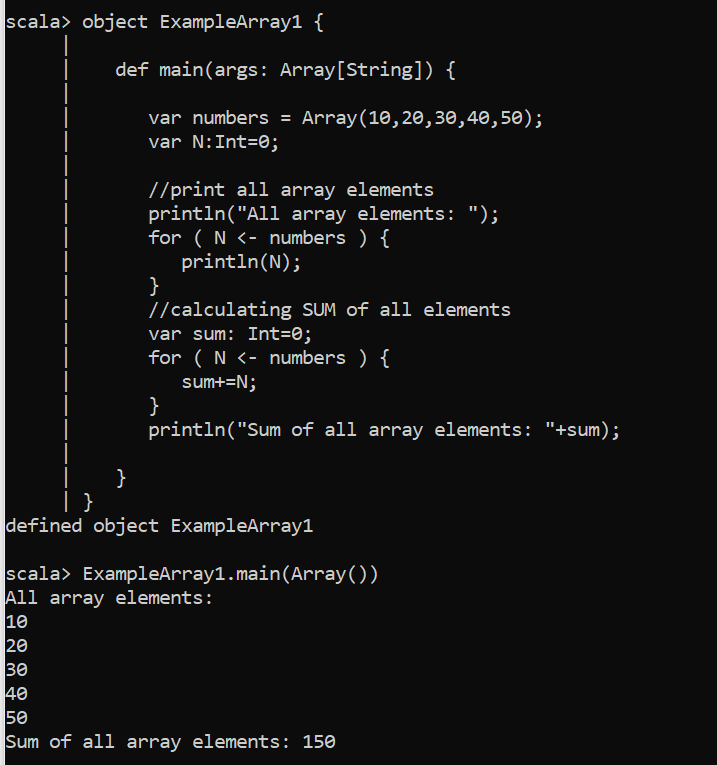 scala> object ExampleArray1 {
     |
     |    def main(args: Array[String]) {
     |
     |       var numbers = Array(10,20,30,40,50);
     |       var N:Int=0;
     |
     |       //print all array elements
     |       println("All array elements: ");
     |       for ( N <- numbers ) {
     |          println(N);
     |       }
     |       //calculating SUM of all elements
     |       var sum: Int=0;
     |       for ( N <- numbers ) {
     |          sum+=N;
     |       }
     |       println("Sum of all array elements: "+sum);
     |
     |    }
     | }
defined object ExampleArray1

scala> ExampleArray1.main(Array())
All array elements:
10
20
30
40
50
Sum of all array elements: 150